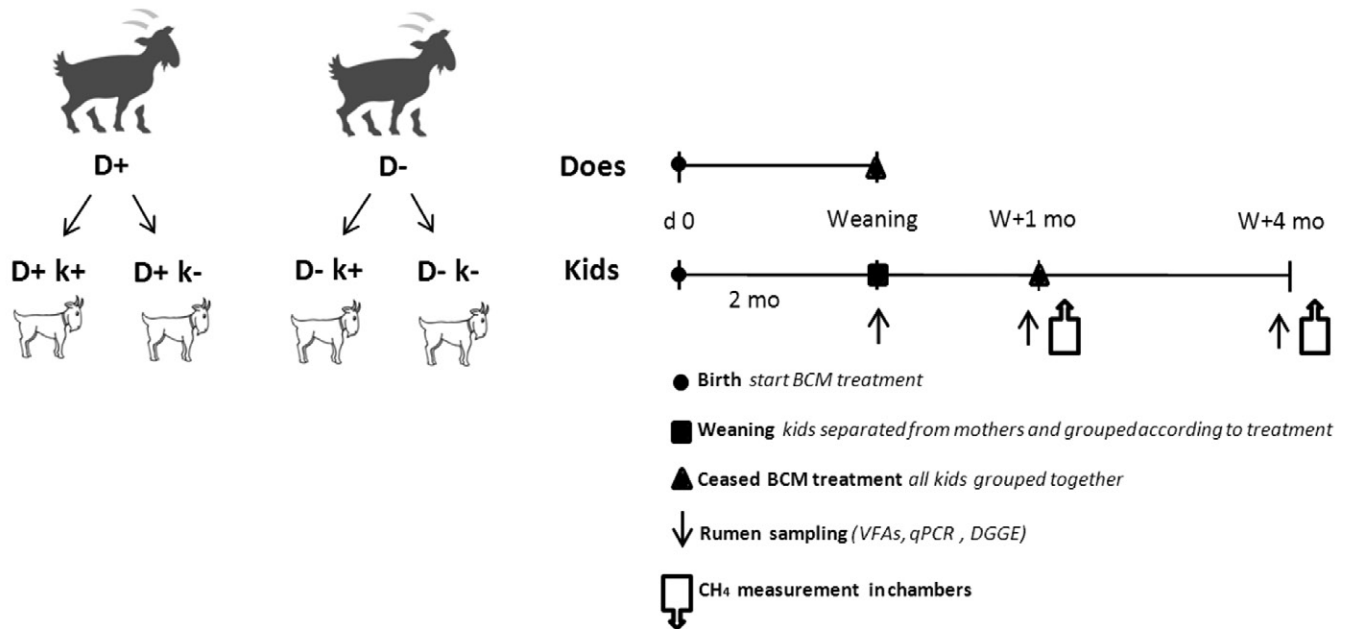 D+
D-
D+ k+
D+ k-
D- k+
D- k-
Does
d 0
Weaning
W+1 mo
W+4 mo
Kids
2 mo
Birth start BCM treatment
Weaning kids separated from mothers and grouped according to treatment
Ceased BCM treatment all kids grouped together
Rumen sampling (VFAs, qPCR , DGGE)
CH₄ measurement in chambers